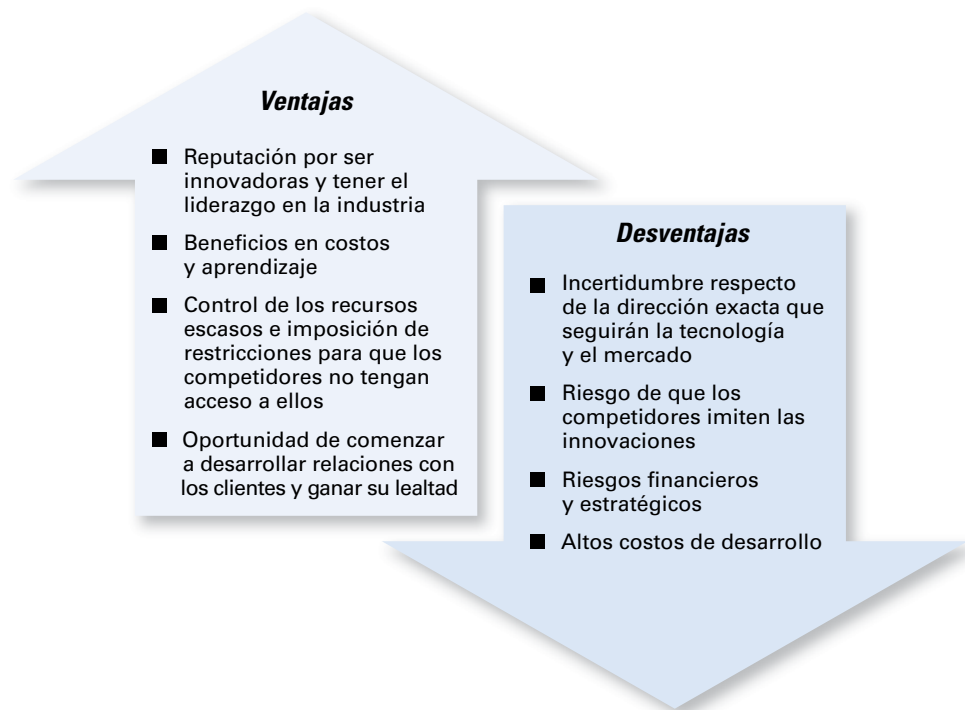 Ventajas
■ Reputación por ser
innovadoras y tener el
liderazgo en la industria
■ Beneficios en costos
y aprendizaje
■ Control de los recursos
escasos e imposición de
restricciones para que los
competidores no tengan
acceso a ellos
■ Oportunidad de comenzar
a desarrollar relaciones con
los clientes y ganar su lealtad
Desventajas
■ Incertidumbre respecto
de la dirección exacta que
seguirán la tecnología
y el mercado
■ Riesgo de que los
competidores imiten las
innovaciones
■ Riesgos financieros
y estratégicos
■ Altos costos de desarrollo